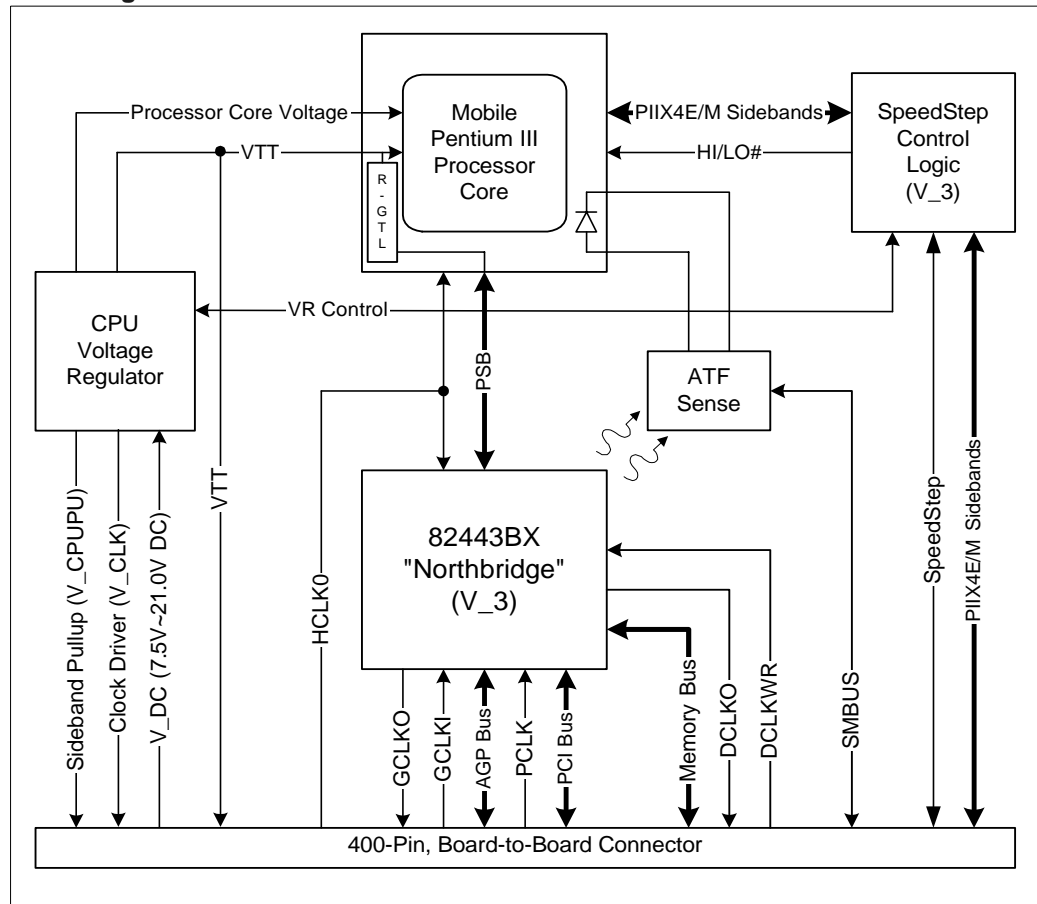 Processor Core Voltage
Mobile
Pentium III
Processor
Core
PIIX4E/M Sidebands
SpeedStep
Control
Logic
(V_3)
VTT
HI/LO#
R
-
G
T
L
VR Control
CPU
Voltage
Regulator
PSB
ATF
Sense
82443BX
"Northbridge"
(V_3)
Sideband Pullup (V_CPUPU)
Clock Driver (V_CLK)
V_DC (7.5V~21.0V DC)
VTT
HCLK0
GCLKO
GCLKI
AGP Bus
PCLK
PCI Bus
Memory Bus
DCLKO
DCLKWR
SMBUS
SpeedStep
PIIX4E/M Sidebands
400-Pin, Board-to-Board Connector